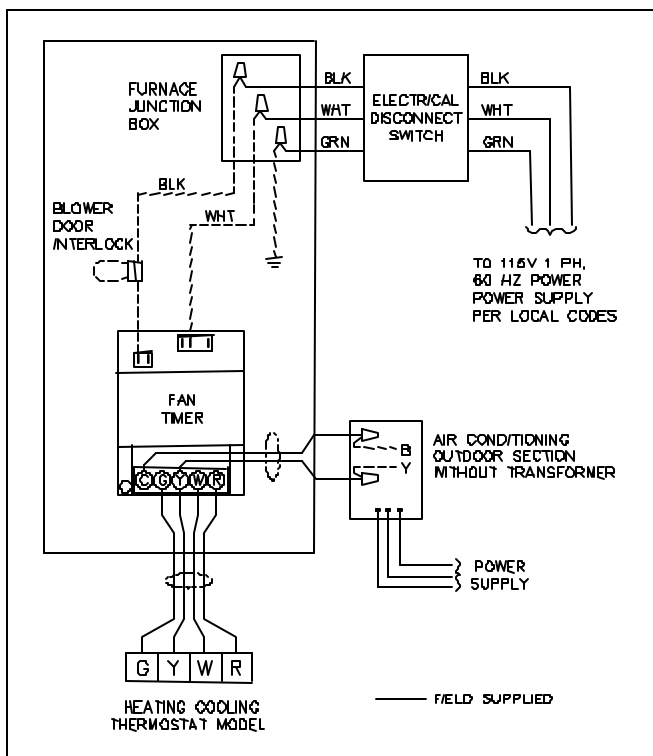 FURNACE
JUNCTION
BOX
BLK
WHT
GRN
ELECTRICAL
DISCONNECT
SWITCH
BLK
WHT
GRN
BLK
WHT
BLOWER
DOOR
INTERLOCK
TO 115V 1 PH,
60 HZ POWER
POWER SUPPLY
PER LOCAL CODES
FAN
TIMER
C G Y W R
B
Y
AIR CONDITIONING
OUTDOOR SECTION
WITHOUT TRANSFORMER
POWER
SUPPLY
G Y W R
HEATING COOLING
THERMOSTAT MODEL
FIELD SUPPLIED